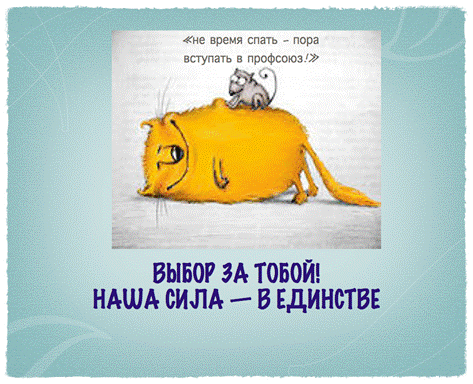 «не время спать – пора
вступать в профсоюз!»
ВЫБОР ЗА ТОБОЙ!
НАША СИЛА — В ЕДИНСТВЕ